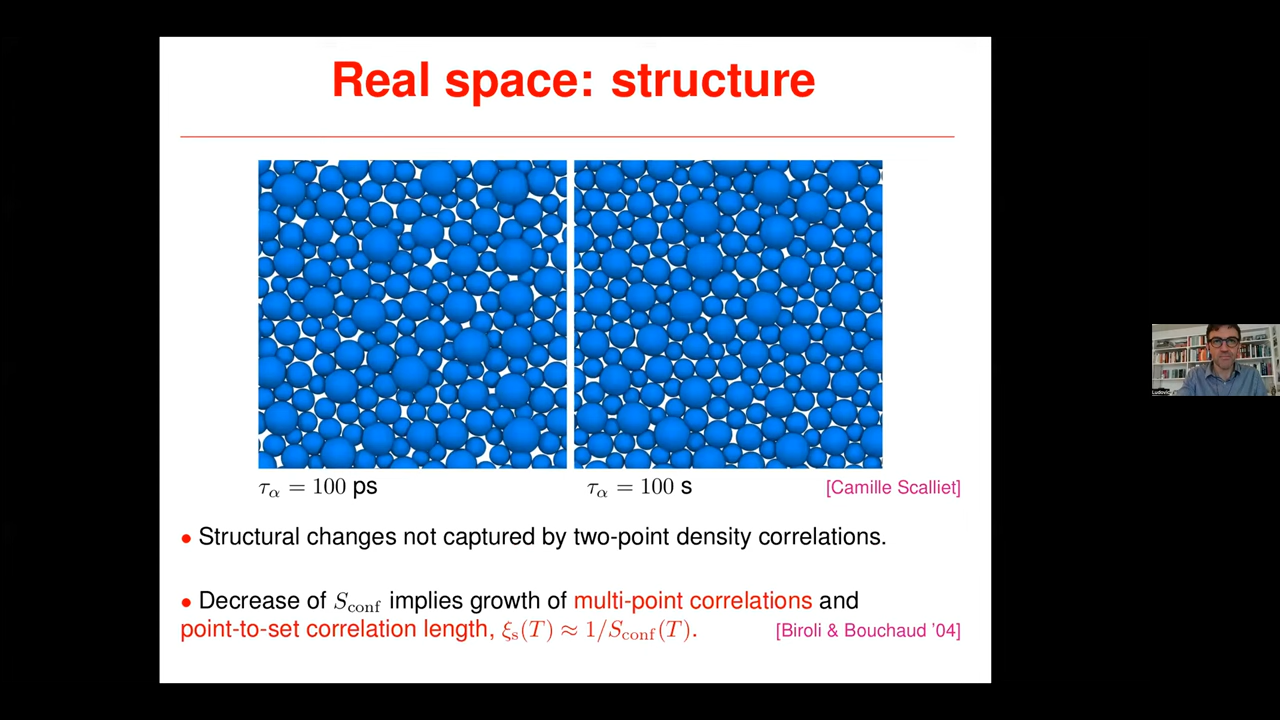 Real space: structure
τα = 100 ps
τα = 100 s
[Camille Scalliet]
• Structural changes not captured by two-point density correlations.
• Decrease of Sconf implies growth of multi-point correlations and
point-to-set correlation length, ξs(T) ≈ 1/Sconf(T).
[Biroli & Bouchaud '04]
Ludovic